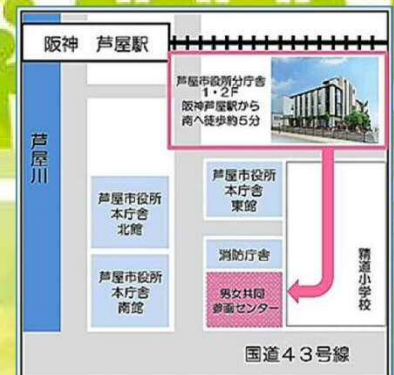 阪神　芦屋駅
芦屋市役所分庁舎
1・2F
阪神芦屋駅から
南へ徒歩約5分
芦屋川
芦屋市役所
本庁舎
東館
芦屋市役所
本庁舎
北館
消防庁舎
精道小学校
芦屋市役所
本庁舎
南館
男女共同
参画センター
国道43号線